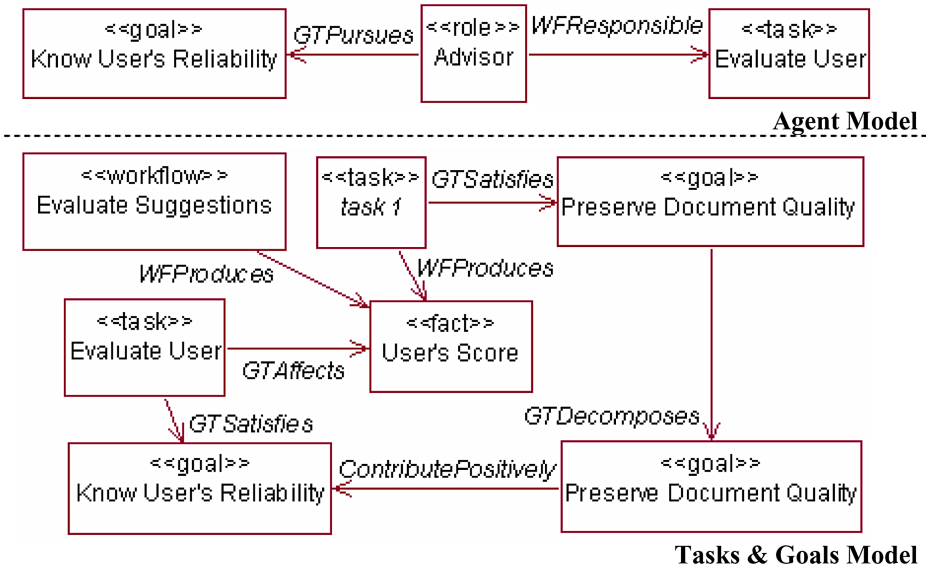 <<goal>>
Know User's Reliability
GTPursues
<<role>>
Advisor
WFResponsible
<<task>>
Evaluate User
Agent Model
<<workflow>>
Evaluate Suggestions
<<task>>
task 1
GTSatisfies
<<goal>>
Preserve Document Quality
WFProduces
WFProduces
<<task>>
Evaluate User
GTAffects
<<fact>>
User's Score
GTSatisfies
GTDecomposes
<<goal>>
Know User's Reliability
ContributePositively
<<goal>>
Preserve Document Quality
Tasks & Goals Model